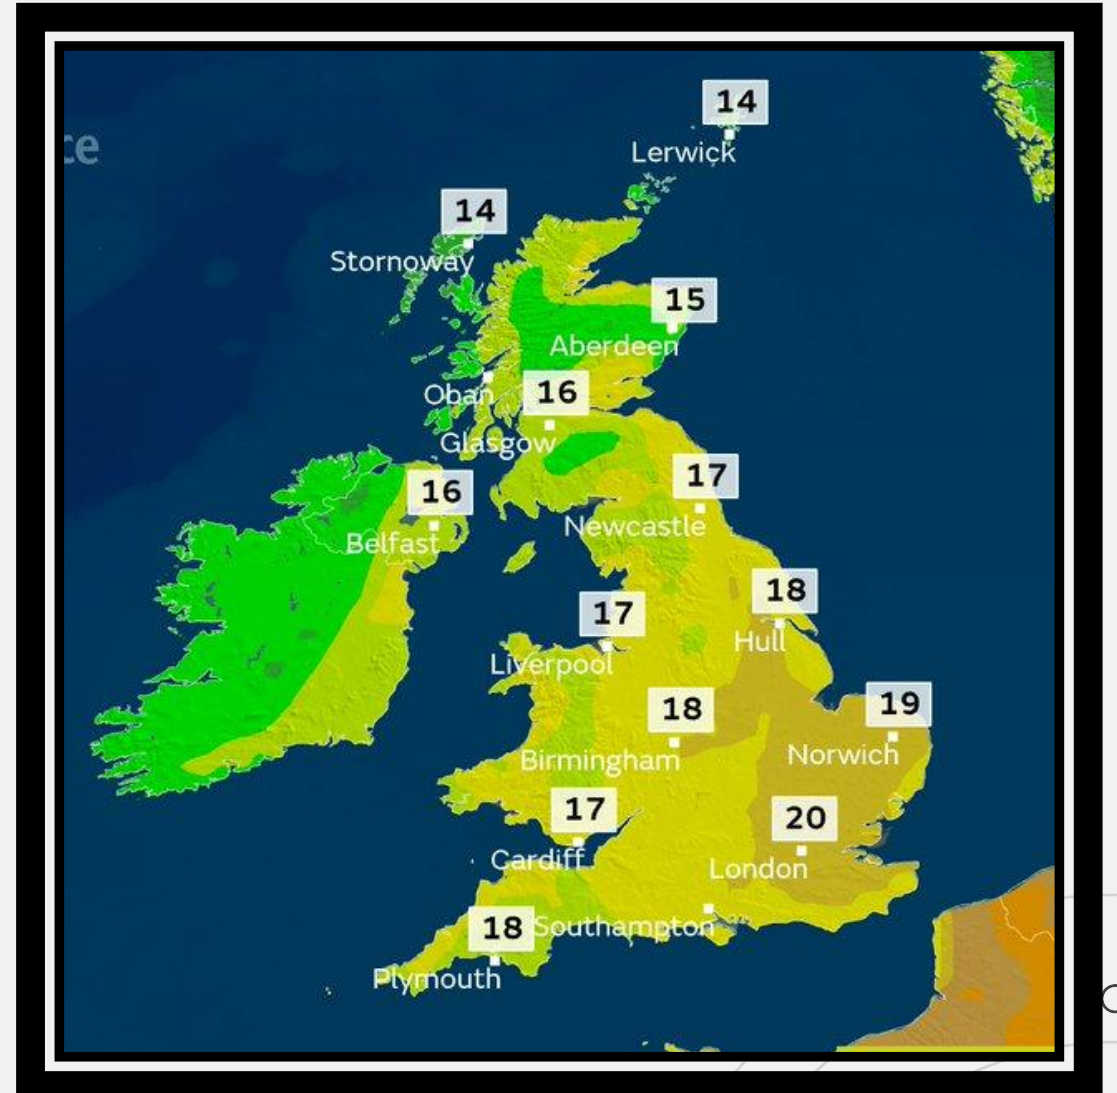 14
Lerwick
ce
14
Stornoway
15
Aberdeen
Oban
16
Glasgow
17
Newcastle
16
Belfast
18
Hull
17
Liverpool
19
Norwich
18
Birmingham
17
Cardiff
20
London
Southampton
18
Plymouth